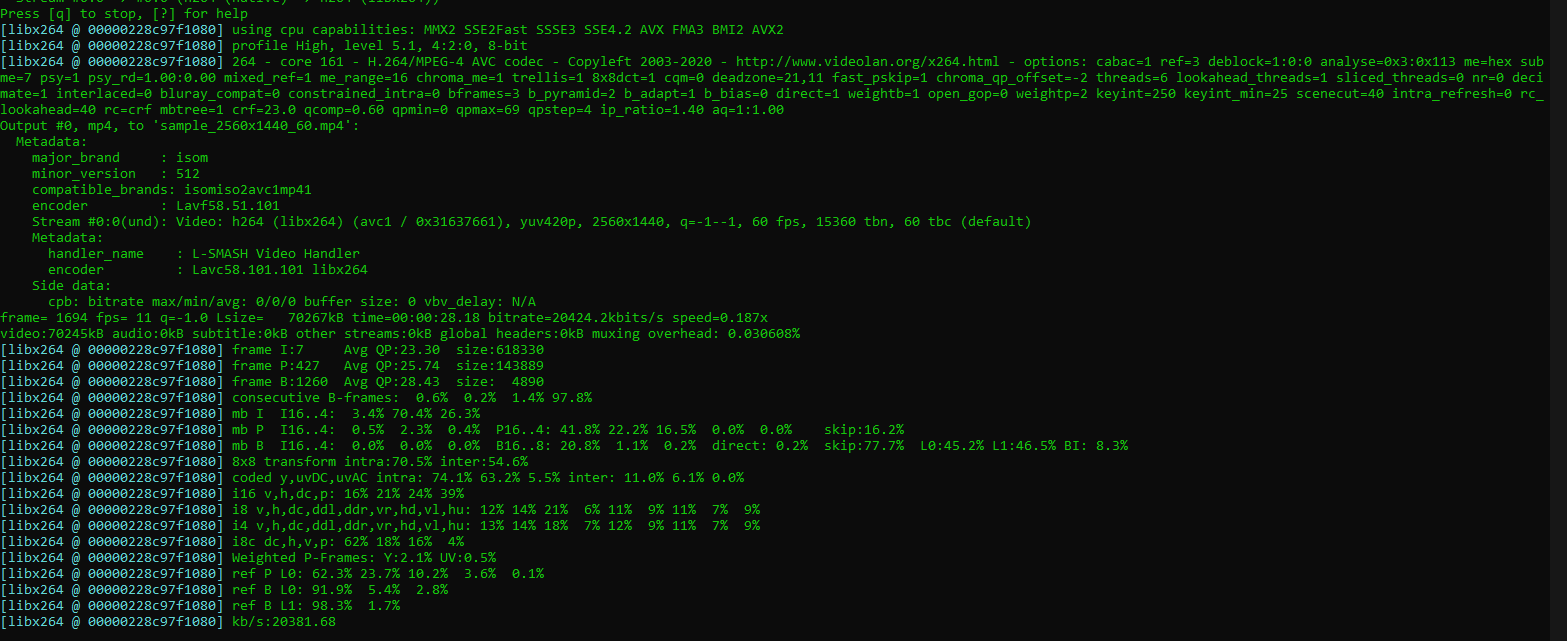 Stream #0:0 -> #0:0 (h264 (native) -> h264 (libx264))
Press [q] to stop, [?] for help
[libx264 @ 00000228c97f1080] using cpu capabilities: MMX2 SSE2Fast SSSE3 SSE4.2 AVX FMA3 BMI2 AVX2
[libx264 @ 00000228c97f1080] profile High, level 5.1, 4:2:0, 8-bit
[libx264 @ 00000228c97f1080] 264 - core 161 - H.264/MPEG-4 AVC codec - Copyleft 2003-2020 - http://www.videolan.org/x264.html - options: cabac=1 ref=3 deblock=1:0:0 analyse=0x3:0x113 me=hex sub
me=7 psy=1 psy_rd=1.00:0.00 mixed_ref=1 me_range=16 chroma_me=1 trellis=1 8x8dct=1 cqm=0 deadzone=21,11 fast_pskip=1 chroma_qp_offset=-2 threads=6 lookahead_threads=1 sliced_threads=0 nr=0 deci
mate=1 interlaced=0 bluray_compat=0 constrained_intra=0 bframes=3 b_pyramid=2 b_adapt=1 b_bias=0 direct=1 weightb=1 open_gop=0 weightp=2 keyint=250 keyint_min=25 scenecut=40 intra_refresh=0 rc_
lookahead=40 rc=crf mbtree=1 crf=23.0 qcomp=0.60 qpmin=0 qpmax=69 qpstep=4 ip_ratio=1.40 aq=1:1.00
Output #0, mp4, to 'sample_2560x1440_60.mp4':
  Metadata:
    major_brand     : isom
    minor_version   : 512
    compatible_brands: isomiso2avc1mp41
    encoder         : Lavf58.51.101
    Stream #0:0(und): Video: h264 (libx264) (avc1 / 0x31637661), yuv420p, 2560x1440, q=-1--1, 60 fps, 15360 tbn, 60 tbc (default)
    Metadata:
      handler_name    : L-SMASH Video Handler
      encoder         : Lavc58.101.101 libx264
    Side data:
      cpb: bitrate max/min/avg: 0/0/0 buffer size: 0 vbv_delay: N/A
frame= 1694 fps= 11 q=-1.0 Lsize=   70267kB time=00:00:28.18 bitrate=20424.2kbits/s speed=0.187x
video:70245kB audio:0kB subtitle:0kB other streams:0kB global headers:0kB muxing overhead: 0.030608%
[libx264 @ 00000228c97f1080] frame I:7     Avg QP:23.30  size:618330
[libx264 @ 00000228c97f1080] frame P:427   Avg QP:25.74  size:143889
[libx264 @ 00000228c97f1080] frame B:1260  Avg QP:28.43  size:  4890
[libx264 @ 00000228c97f1080] consecutive B-frames:  0.6%  0.2%  1.4% 97.8%
[libx264 @ 00000228c97f1080] mb I  I16..4:  3.4% 70.4% 26.3%
[libx264 @ 00000228c97f1080] mb P  I16..4:  0.5%  2.3%  0.4%  P16..4: 41.8% 22.2% 16.5%  0.0%  0.0%    skip:16.2%
[libx264 @ 00000228c97f1080] mb B  I16..4:  0.0%  0.0%  0.0%  B16..8: 20.8%  1.1%  0.2%  direct: 0.2%  skip:77.7%  L0:45.2% L1:46.5% BI: 8.3%
[libx264 @ 00000228c97f1080] 8x8 transform intra:70.5% inter:54.6%
[libx264 @ 00000228c97f1080] coded y,uvDC,uvAC intra: 74.1% 63.2% 5.5% inter: 11.0% 6.1% 0.0%
[libx264 @ 00000228c97f1080] i16 v,h,dc,p: 16% 21% 24% 39%
[libx264 @ 00000228c97f1080] i8 v,h,dc,ddl,ddr,vr,hd,vl,hu: 12% 14% 21%  6% 11%  9% 11%  7%  9%
[libx264 @ 00000228c97f1080] i4 v,h,dc,ddl,ddr,vr,hd,vl,hu: 13% 14% 18%  7% 12%  9% 11%  7%  9%
[libx264 @ 00000228c97f1080] i8c dc,h,v,p: 62% 18% 16%  4%
[libx264 @ 00000228c97f1080] Weighted P-Frames: Y:2.1% UV:0.5%
[libx264 @ 00000228c97f1080] ref P L0: 62.3% 23.7% 10.2%  3.6%  0.1%
[libx264 @ 00000228c97f1080] ref B L0: 91.9%  5.4%  2.8%
[libx264 @ 00000228c97f1080] ref B L1: 98.3%  1.7%
[libx264 @ 00000228c97f1080] kb/s:20381.68